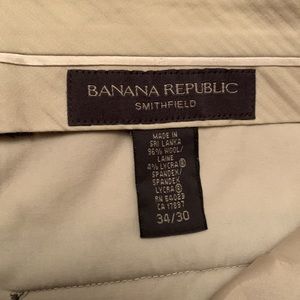 BANANA REPUBLIC
SMITHFIELD
MADE IN
SRI LANKA
96% WOOL/
LAINE
4% LYCRA®
SPANDEX/
SPANDEX
LYCRA®
RN 54023
CA 17897
34/30